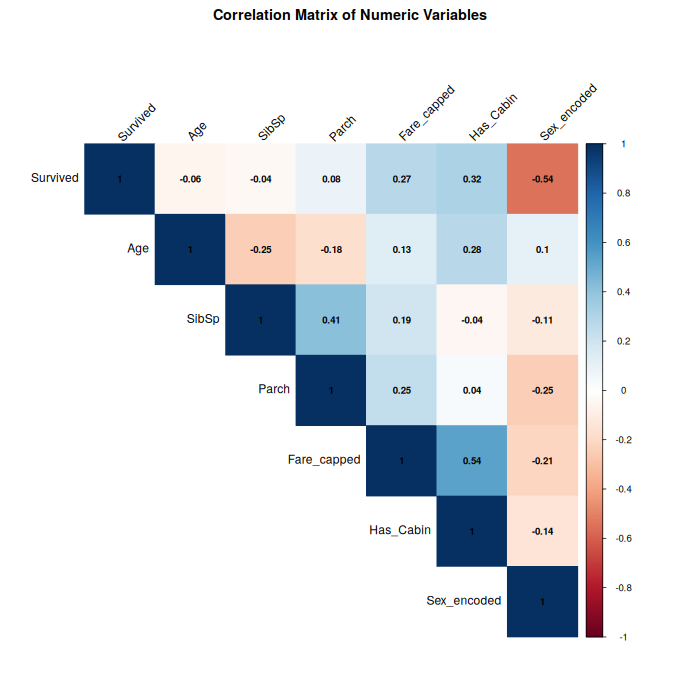 Correlation Matrix of Numeric Variables
Survived Age SibSp Parch Fare_capped Has_Cabin Sex_encoded
Survived 1 -0.06 -0.04 0.08 0.27 0.32 -0.54
Age 1 -0.25 -0.18 0.13 0.28 0.1
SibSp 1 0.41 0.19 -0.04 -0.11
Parch 1 0.25 0.04 -0.25
Fare_capped 1 0.54 -0.21
Has_Cabin 1 -0.14
Sex_encoded 1
1
0.8
0.6
0.4
0.2
0
-0.2
-0.4
-0.6
-0.8
-1